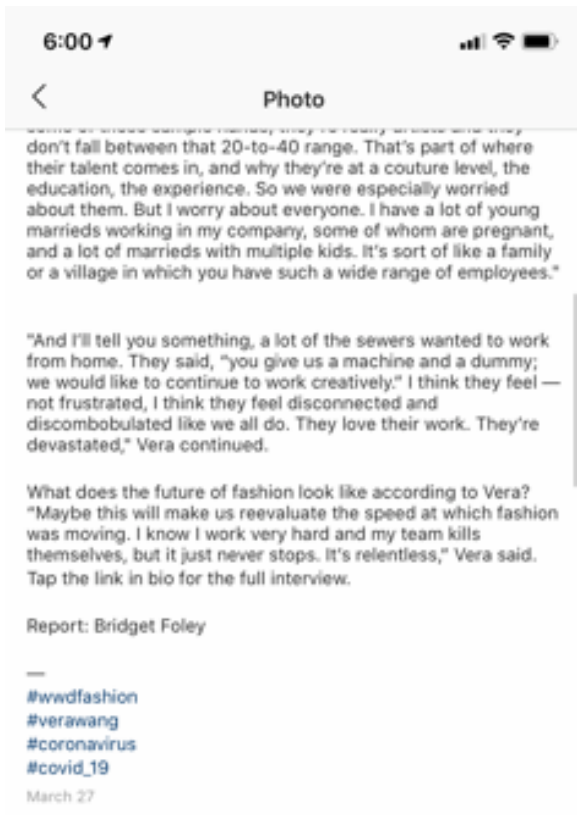 6:00
Photo
don't fall between that 20-to-40 range. That's part of where
their talent comes in, and why they're at a couture level, the
education, the experience. So we were especially worried
about them. But I worry about everyone. I have a lot of young
marrieds working in my company, some of whom are pregnant,
and a lot of marrieds with multiple kids. It's sort of like a family
or a village in which you have such a wide range of employees."
"And I'll tell you something, a lot of the sewers wanted to work
from home. They said, "you give us a machine and a dummy;
we would like to continue to work creatively." I think they feel —
not frustrated, I think they feel disconnected and
discombobulated like we all do. They love their work. They're
devastated," Vera continued.
What does the future of fashion look like according to Vera?
"Maybe this will make us reevaluate the speed at which fashion
was moving. I know I work very hard and my team kills
themselves, but it just never stops. It's relentless," Vera said.
Tap the link in bio for the full interview.
Report: Bridget Foley
—
#wwdfashion
#verawang
#coronavirus
#covid_19
March 27